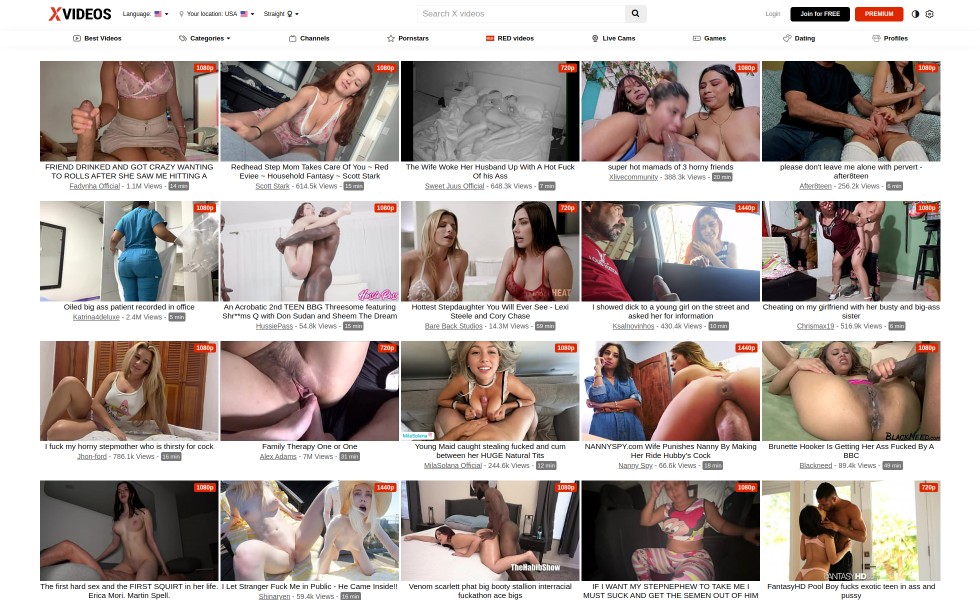 XVIDEOS
Language:
Your location: USA
Straight
Search X videos
Login
Join for FREE
PREMIUM
Best Videos
Categories
Channels
Pornstars
RED videos
Live Cams
Games
Dating
Profiles
1080p
1080p
720p
1080p
1080p
FRIEND DRINKED AND GOT CRAZY WANTING
TO ROLLS AFTER SHE SAW ME HITTING A
Fadynha Official - 1.1M Views - 14 min
Redhead Step Mom Takes Care Of You ~ Red
Eviee ~ Household Fantasy ~ Scott Stark
Scott Stark - 614.5k Views - 15 min
The Wife Woke Her Husband Up With A Hot Fuck
Of his Ass
Sweet Juus Official - 648.3k Views - 7 min
super hot mamads of 3 horny friends
Xlivecommunity - 388.3k Views - 20 min
please don't leave me alone with pervert -
after8teen
After8teen - 256.2k Views - 6 min
1080p
1080p
720p
1440p
1080p
HEAT
Oiled big ass patient recorded in office
Katrina4deluxe - 2.4M Views - 5 min
An Acrobatic 2nd TEEN BBG Threesome featuring
Shr**ms Q with Don Sudan and Sheem The Dream
HussiePass - 54.8k Views - 15 min
Hottest Stepdaughter You Will Ever See - Lexi
Steele and Cory Chase
Bare Back Studios - 14.3M Views - 59 min
I showed dick to a young girl on the street and
asked her for information
Ksalnovinhos - 430.4k Views - 10 min
Cheating on my girlfriend with her busty and big-ass
sister
Chrismax19 - 516.9k Views - 6 min
1080p
720p
1080p
1440p
1080p
MilaSolana
BLACKNEED.COM
I fuck my horny stepmother who is thirsty for cock
Jhon-ford - 786.1k Views - 16 min
Family Therapy One or One
Alex Adams - 7M Views - 31 min
Young Maid caught stealing fucked and cum
between her HUGE Natural Tits
MilaSolana Official - 244.6k Views - 12 min
NANNYSPY.com Wife Punishes Nanny By Making
Her Ride Hubby's Cock
Nanny Spy - 66.6k Views - 18 min
Brunette Hooker Is Getting Her Ass Fucked By A
BBC
Blackneed - 89.4k Views - 49 min
1080p
1440p
1080p
1080p
720p
TheHabibShow
FANTASY HD
The first hard sex and the FIRST SQUIRT in her life.
Erica Mori. Martin Spell.
I Let Stranger Fuck Me in Public - He Came Inside!!
Shinaryen - 59.4k Views - 16 min
Venom scarlett phat big booty stallion interracial
fuckathon ace bigs
IF I WANT MY STEPNEPHEW TO TAKE ME I
MUST SUCK AND GET THE SEMEN OUT OF HIM
FantasyHD Pool Boy fucks exotic teen in ass and
pussy